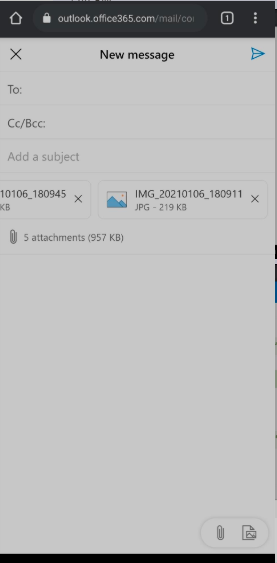 outlook.office365.com/mail/co
1
New message
To:
Cc/Bcc:
Add a subject
10106_180945
KB
IMG_20210106_180911
JPG - 219 KB
5 attachments (957 KB)